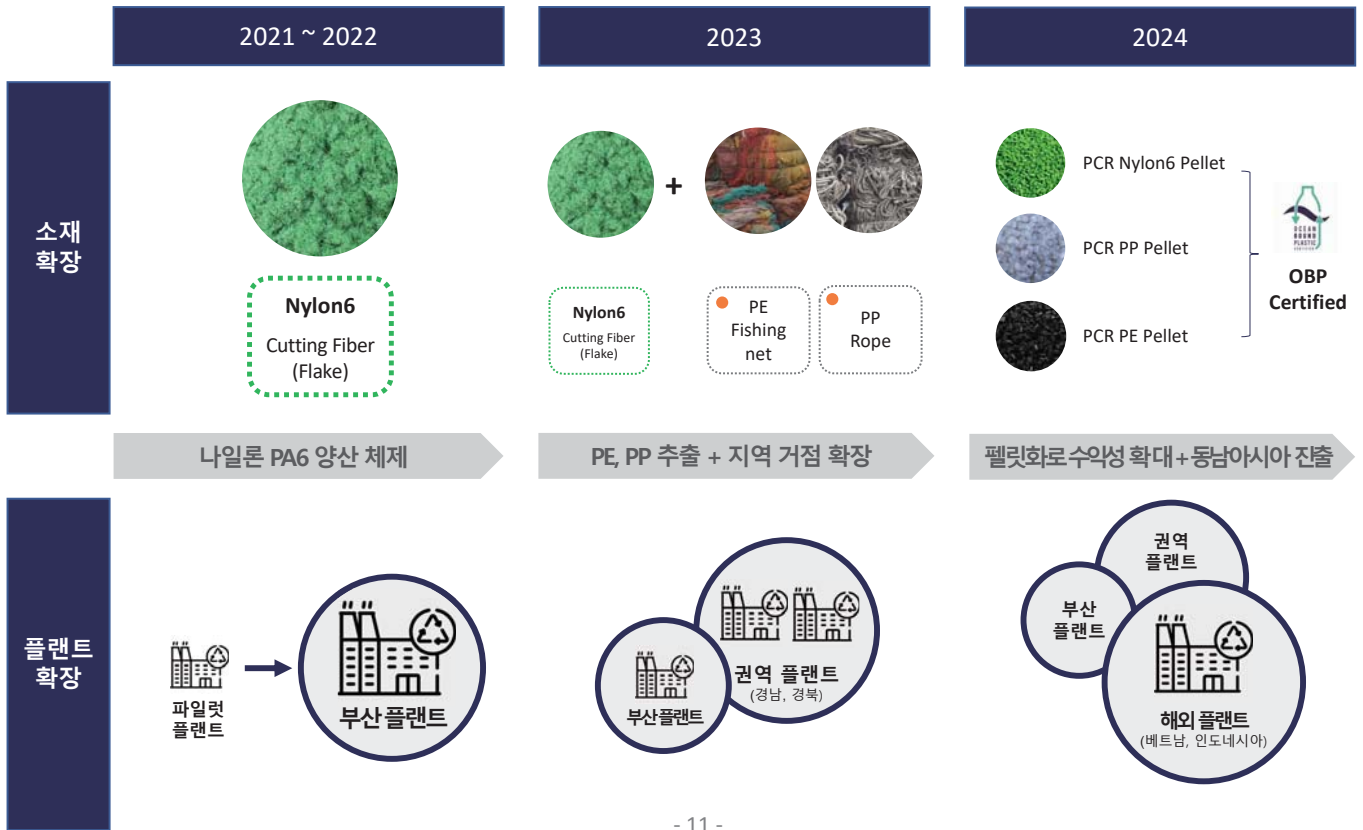 2021 ~ 2022
2023
2024
소재
확장
Nylon6
Cutting Fiber
(Flake)
+
Nylon6
Cutting Fiber
(Flake)
PE
Fishing
net
PP
Rope
PCR Nylon6 Pellet
PCR PP Pellet
PCR PE Pellet
OCEAN
BOUND
PLASTIC
OBP
Certified
나일론 PA6 양산 체제
PE, PP 추출 + 지역 거점 확장
펠릿화로 수익성 확대 + 동남아시아 진출
플랜트
확장
파일럿
플랜트
부산 플랜트
부산 플랜트
권역 플랜트
(경남, 경북)
권역
플랜트
부산
플랜트
해외 플랜트
(베트남, 인도네시아)
- 11 -